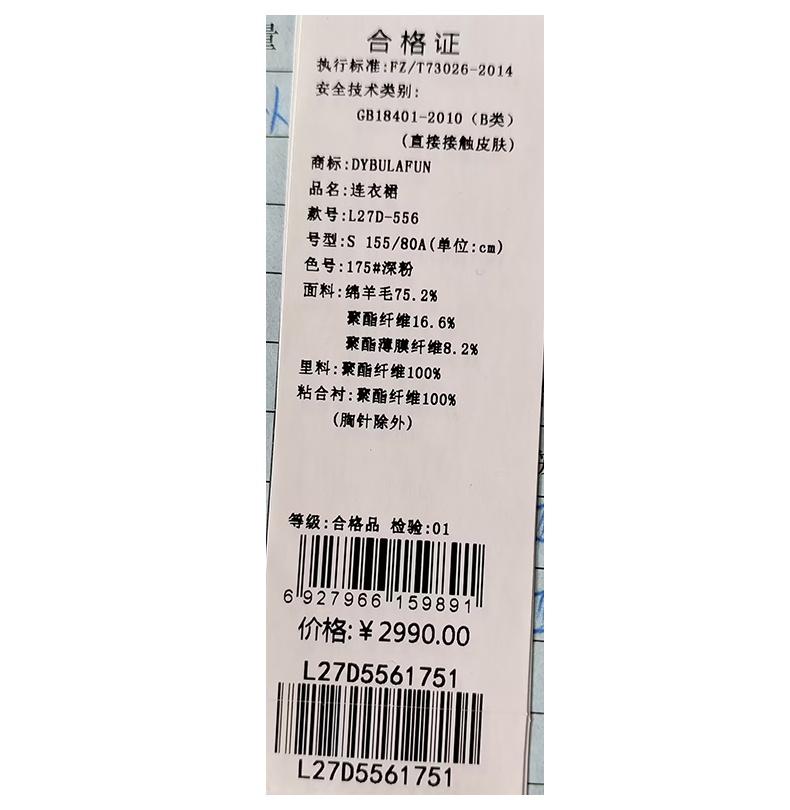 量
合格证
执行标准:FZ/T73026-2014
安全技术类别:
GB18401-2010(B类)
(直接接触皮肤)
商标:DYBULAFUN
品名:连衣裙
款号:L27D-556
号型:S 155/80A(单位:cm)
色号:175#深粉
面料:绵羊毛75.2%
聚酯纤维16.6%
聚酯薄膜纤维8.2%
里料:聚酯纤维100%
粘合衬:聚酯纤维100%
(胸针除外)
等级:合格品 检验:01
6 927966 159891
价格:¥2990.00
L27D5561751
L27D5561751